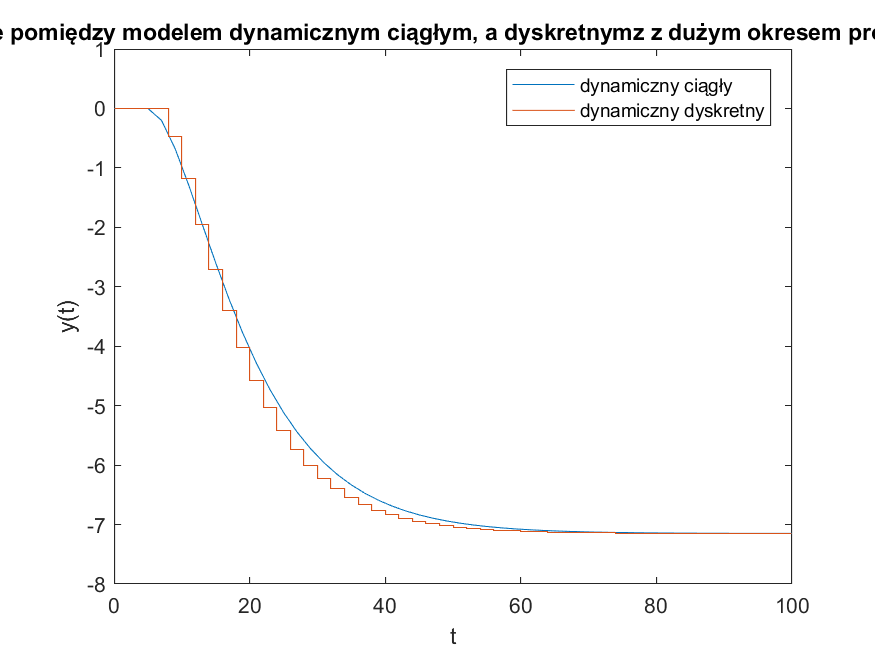 e pomiędzy modelem dynamicznym ciągłym, a dyskretnymz z dużym okresem pr
dynamiczny ciągły
dynamiczny dyskretny
1
0
-1
-2
-3
-4
-5
-6
-7
-8
y(t)
0 20 40 60 80 100
t